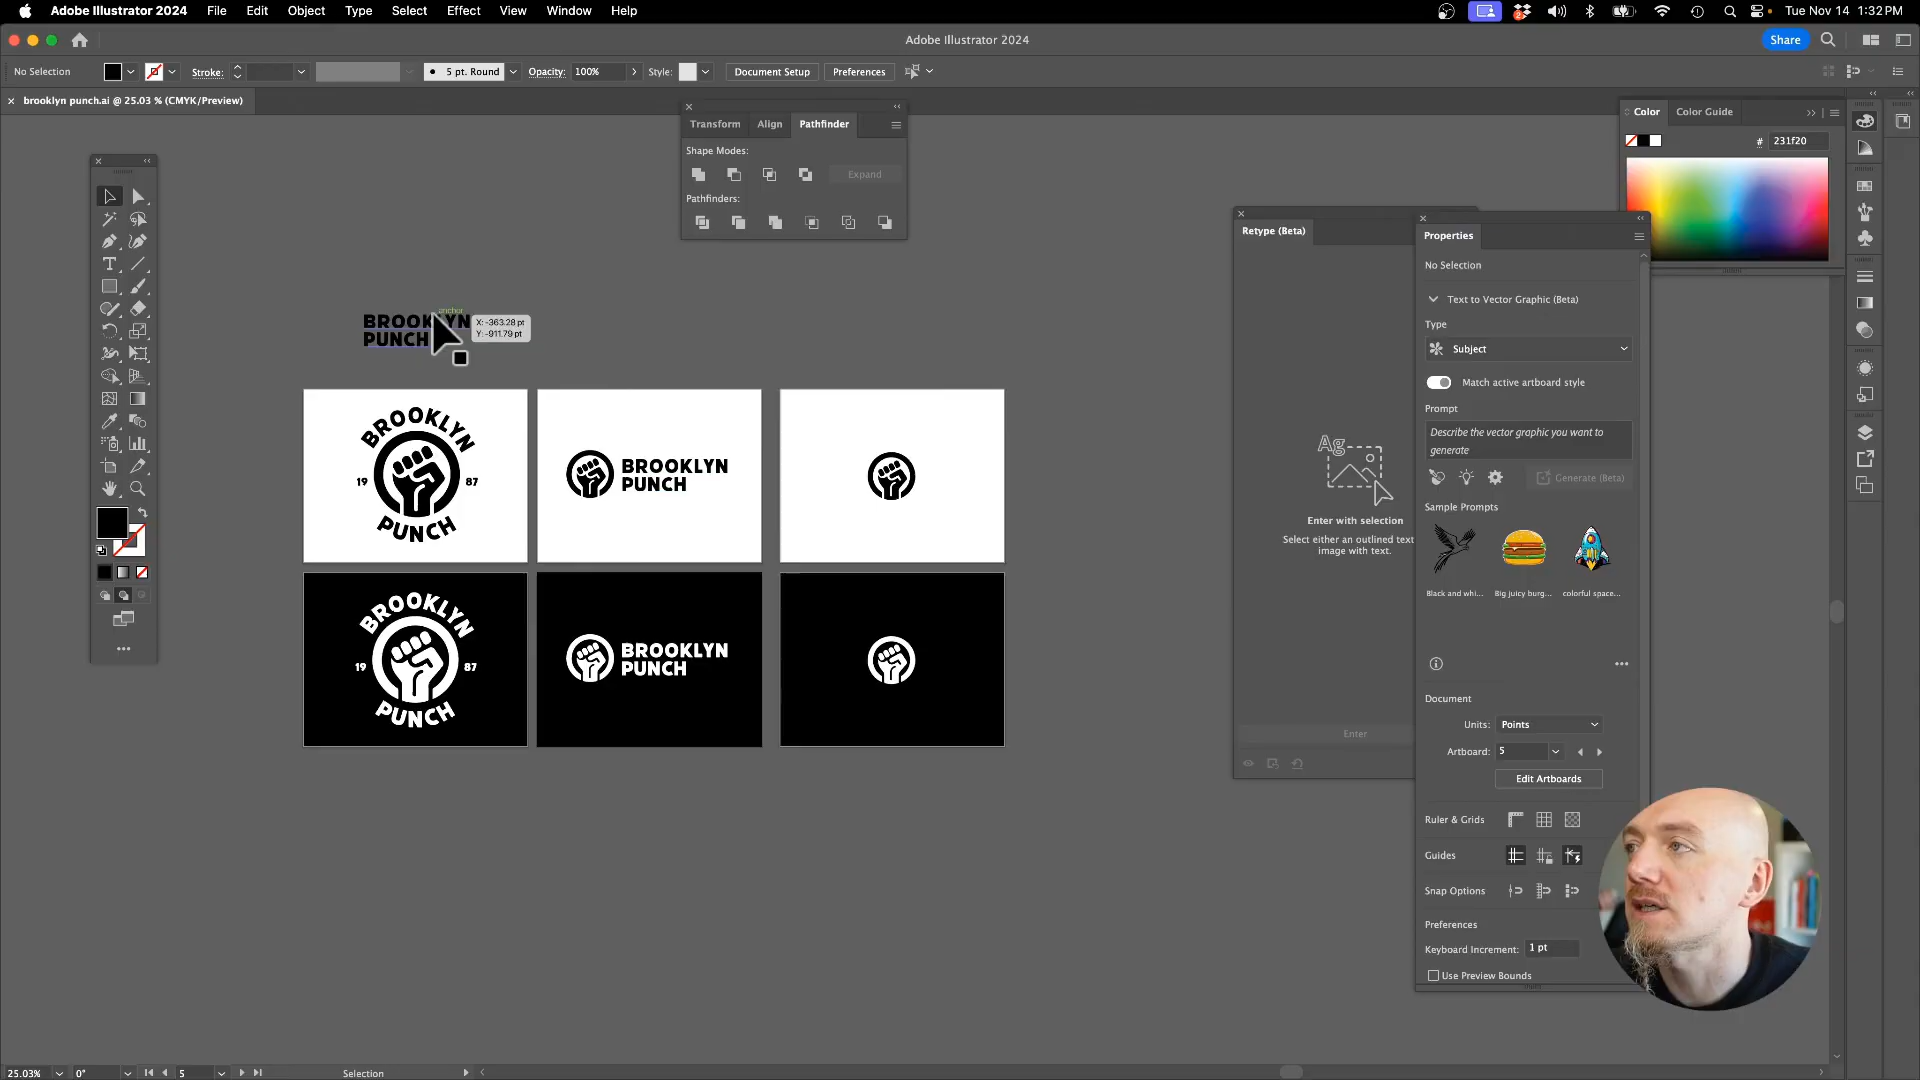 Adobe Illustrator 2024 File Edit Object Type Select Effect View Window Help
Tue Nov 14 1:32 PM
Adobe Illustrator 2024
Share
No Selection
Stroke:
5 pt. Round
Opacity: 100%
Style:
Document Setup
Preferences
brooklyn punch.ai @ 25.03 % (CMYK/Preview)
Transform Align Pathfinder
Shape Modes:
Expand
Pathfinders:
Color Color Guide
# 231f20
BROOKLYN
PUNCH
anchor
X: -363.28 pt
Y: -911.79 pt
BROOKLYN
19 87
PUNCH
BROOKLYN
PUNCH
BROOKLYN
19 87
PUNCH
BROOKLYN
PUNCH
Retype (Beta)
Ag
Enter with selection
Select either an outlined text
image with text.
Enter
Properties
No Selection
Text to Vector Graphic (Beta)
Type
Subject
Match active artboard style
Prompt
Describe the vector graphic you want to
generate
Generate (Beta)
Sample Prompts
Black and whi... Big juicy burg... colorful space...
Document
Units: Points
Artboard: 5
Edit Artboards
Ruler & Grids
Guides
Snap Options
Preferences
Keyboard Increment: 1 pt
Use Preview Bounds
25.03% 0° 5 Selection